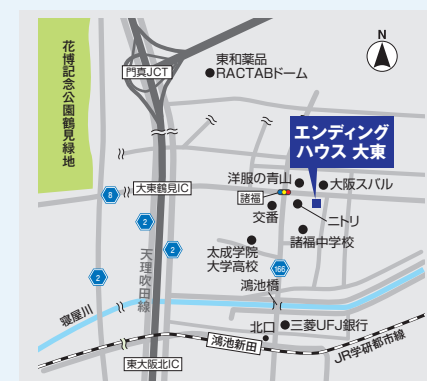 花博記念公園鶴見緑地
門真JCT
東和薬品
RACTABドーム
N
エンディング
ハウス 大東
洋服の青山
大阪スバル
諸福
大東鶴見IC
8
交番
ニトリ
2
2
諸福中学校
太成学院
大学高校
天理吹田線
166
2
鴻池橋
寝屋川
北口
三菱UFJ銀行
鴻池新田
JR学研都市線
東大阪北IC